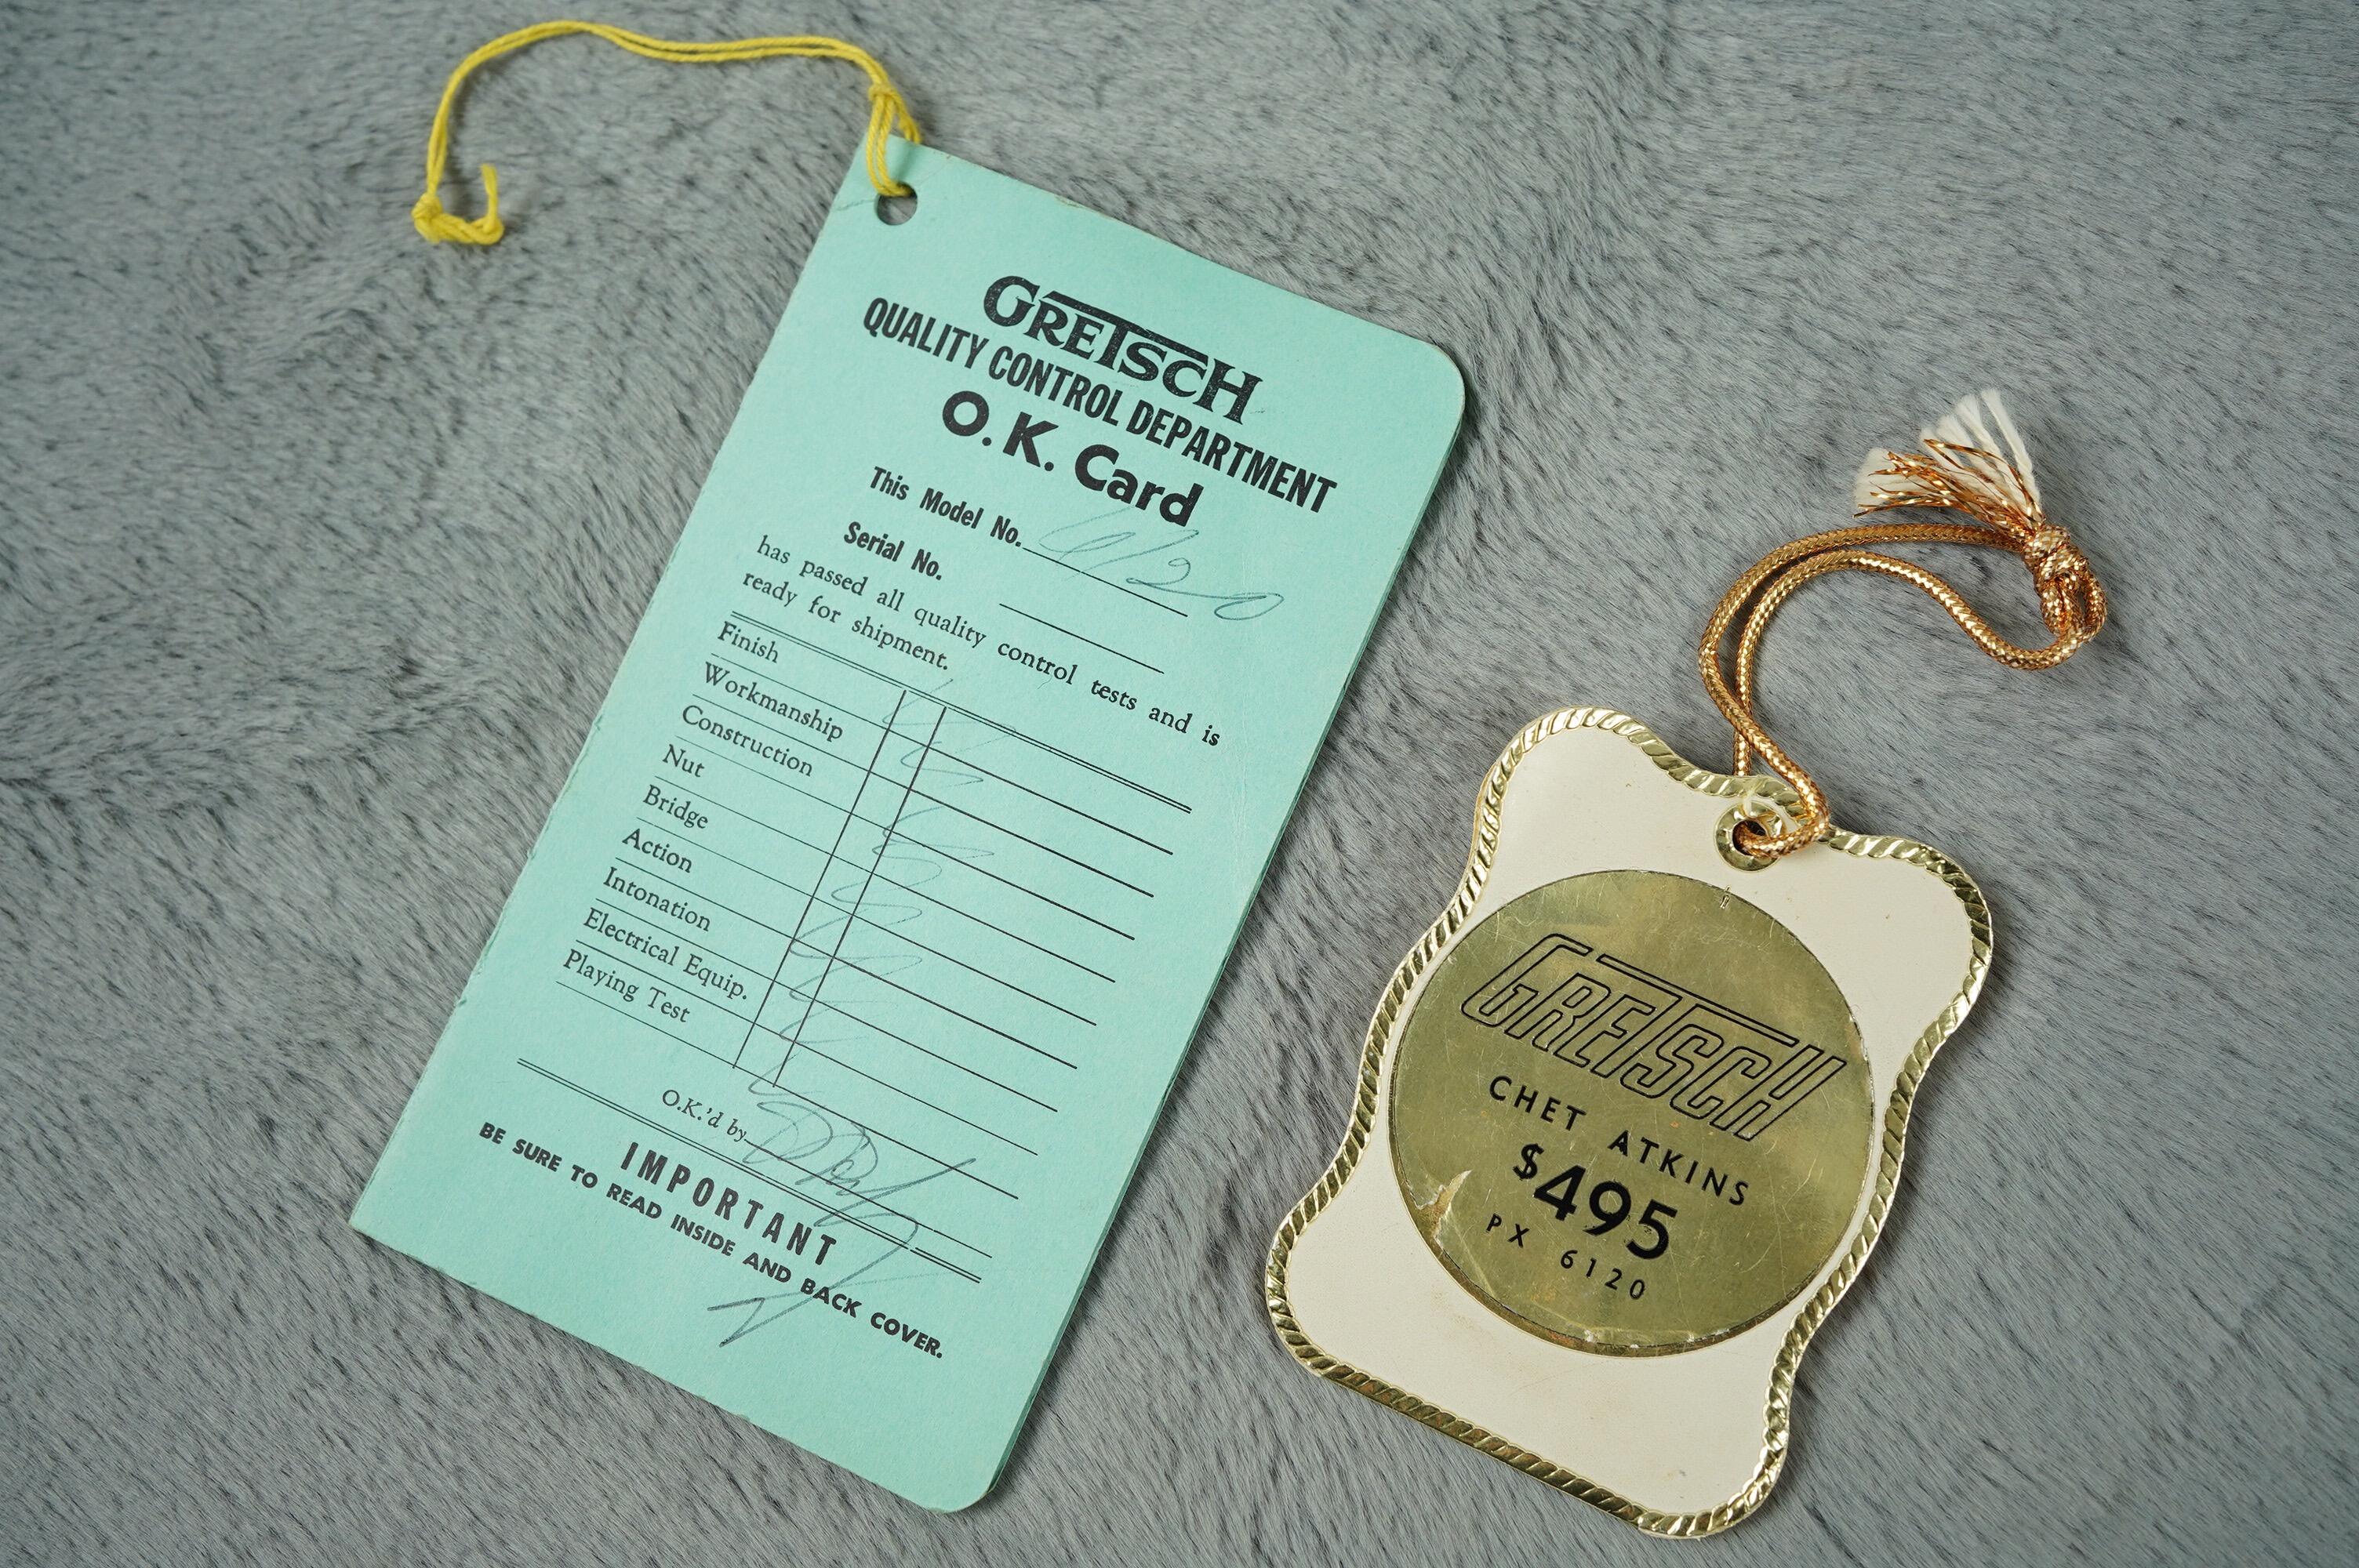 GRETSCH
QUALITY CONTROL DEPARTMENT
O.K. Card
This Model No. 6120
Serial No.
has passed all quality control tests and is
ready for shipment.
Finish
Workmanship
Construction
Nut
Bridge
Action
Intonation
Electrical Equip.
Playing Test
O.K.'d by
IMPORTANT
BE SURE TO READ INSIDE AND BACK COVER.
GRETSCH
CHET ATKINS
$495
PX 6120